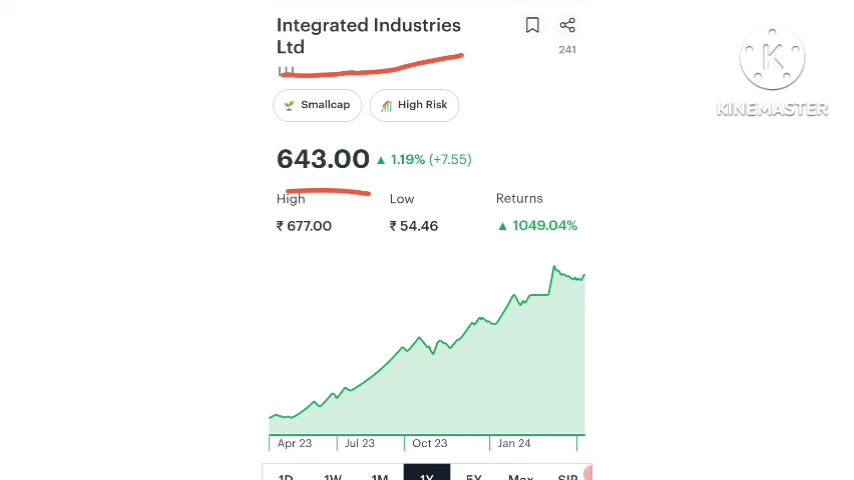 Integrated Industries
Ltd
241
Smallcap
High Risk
643.00 ▲ 1.19% (+7.55)
High Low Returns
₹ 677.00 ₹ 54.46 ▲ 1049.04%
Apr 23 Jul 23 Oct 23 Jan 24
1D 1W 1M 1Y 5Y Max SIP
K
KINEMASTER